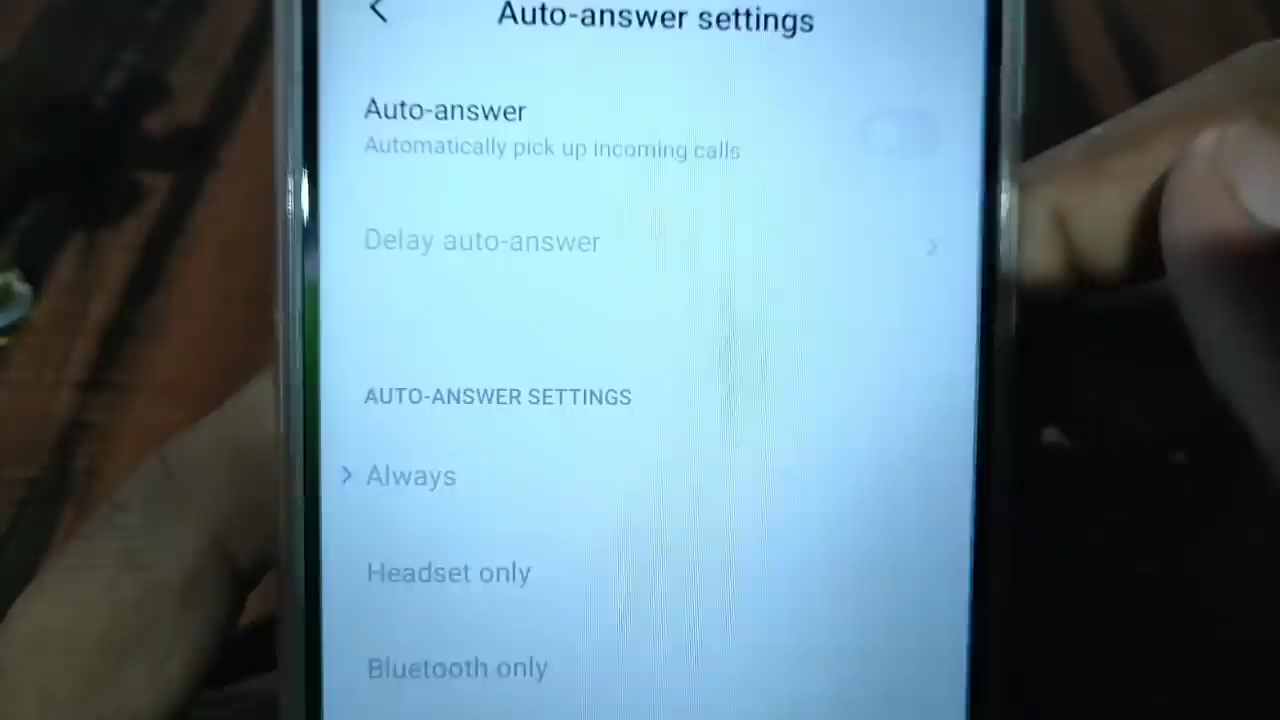 Auto-answer settings
Auto-answer
Automatically pick up incoming calls
Delay auto-answer
AUTO-ANSWER SETTINGS
Always
Headset only
Bluetooth only